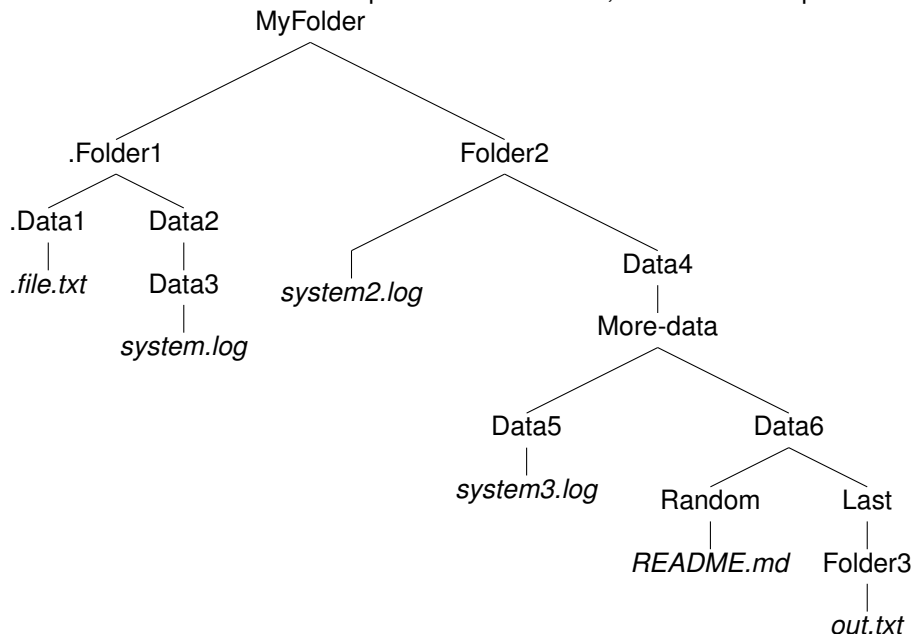 MyFolder
.Folder1 Folder2
.Data1 Data2
Data4
.file.txt Data3 system2.log
More-data
system.log
Data5 Data6
system3.log Random Last
README.md Folder3
out.txt